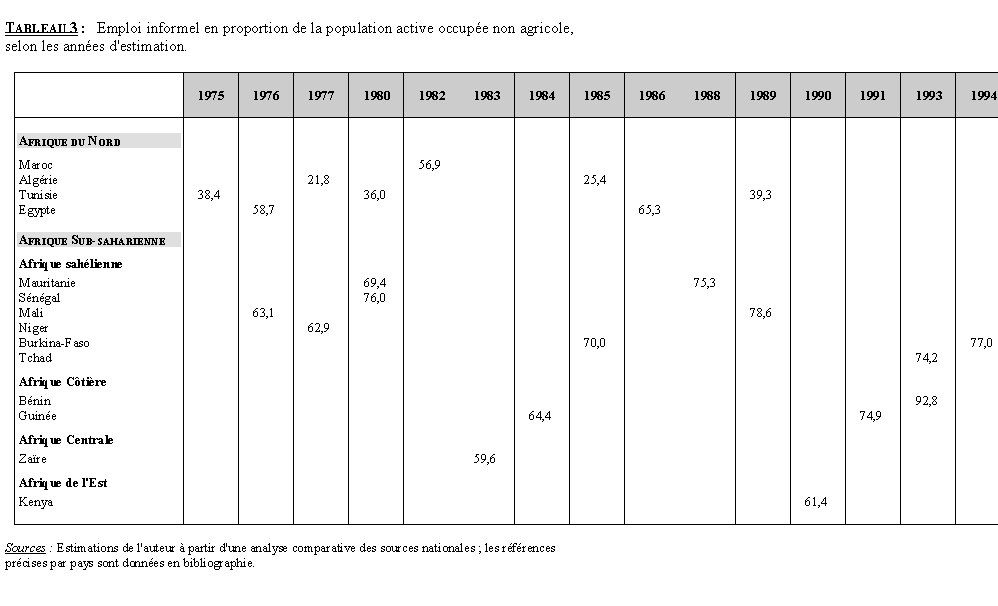 TABLEAU 3 : Emploi informel en proportion de la population active occupée non agricole,
selon les années d'estimation.
1975 1976 1977 1980 1982 1983 1984 1985 1986 1988 1989 1990 1991 1993 1994
AFRIQUE DU NORD
Maroc 56,9
Algérie 21,8 25,4
Tunisie 38,4 36,0 39,3
Egypte 58,7 65,3
AFRIQUE SUB-SAHARIENNE
Afrique sahélienne
Mauritanie 69,4 75,3
Sénégal 76,0
Mali 63,1 78,6
Niger 62,9
Burkina-Faso 70,0 77,0
Tchad 74,2
Afrique Côtière
Bénin 92,8
Guinée 64,4 74,9
Afrique Centrale
Zaïre 59,6
Afrique de l'Est
Kenya 61,4
Sources : Estimations de l'auteur à partir d'une analyse comparative des sources nationales ; les référénces
précises par pays sont données en bibliographie.